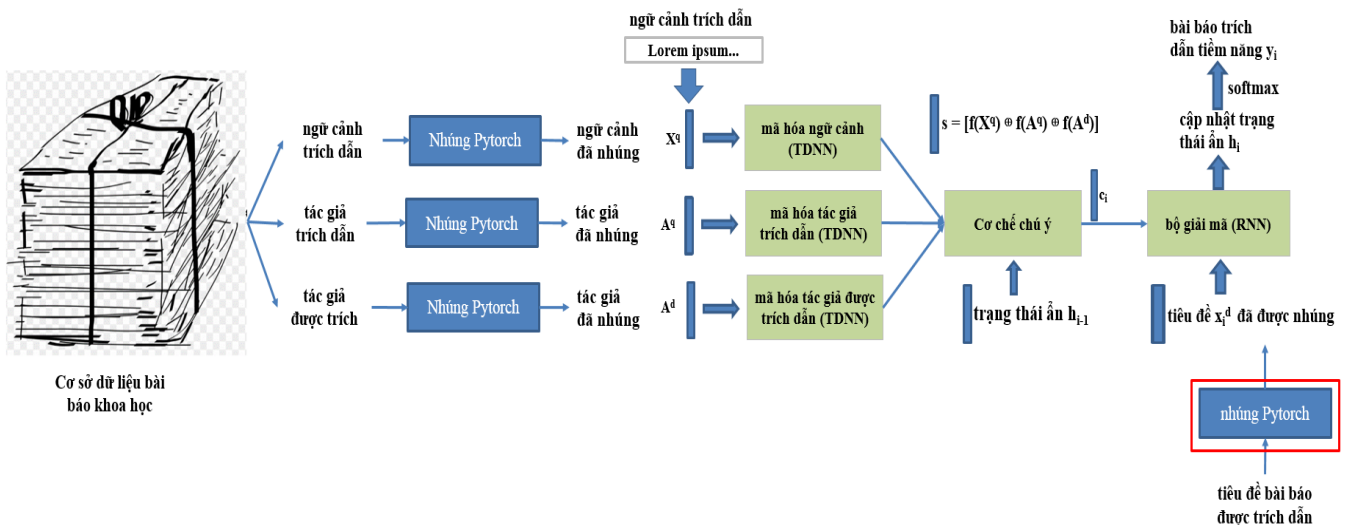 ngữ cảnh trích dẫn
Lorem ipsum...
bài báo trích
dẫn tiềm năng yi
softmax
cập nhật trạng
thái ẩn hi
ngữ cảnh
trích dẫn
Nhúng Pytorch
ngữ cảnh
đã nhúng
Xq
mã hóa ngữ cảnh
(TDNN)
s = [f(Xq) ⊕ f(Aq) ⊕ f(Ad)]
tác giả
trích dẫn
Nhúng Pytorch
tác giả
đã nhúng
Aq
mã hóa tác giả
trích dẫn (TDNN)
Cơ chế chú ý
ci
bộ giải mã (RNN)
tác giả
được trích
Nhúng Pytorch
tác giả
đã nhúng
Ad
mã hóa tác giả được
trích dẫn (TDNN)
trạng thái ẩn hi-1
tiêu đề xid đã được nhúng
Cơ sở dữ liệu bài
báo khoa học
nhúng Pytorch
tiêu đề bài báo
được trích dẫn